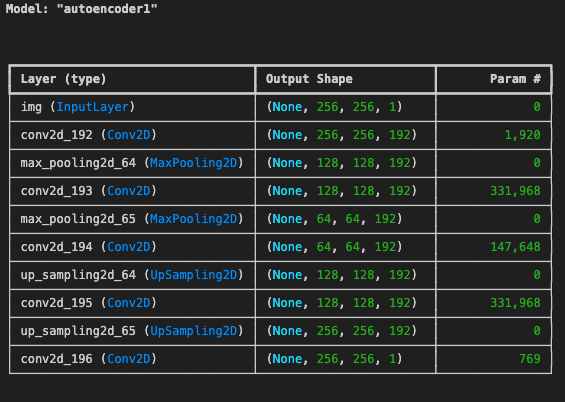 Model: "autoencoder1"
Layer (type) Output Shape Param #
img (InputLayer) (None, 256, 256, 1) 0
conv2d_192 (Conv2D) (None, 256, 256, 192) 1,920
max_pooling2d_64 (MaxPooling2D) (None, 128, 128, 192) 0
conv2d_193 (Conv2D) (None, 128, 128, 192) 331,968
max_pooling2d_65 (MaxPooling2D) (None, 64, 64, 192) 0
conv2d_194 (Conv2D) (None, 64, 64, 192) 147,648
up_sampling2d_64 (UpSampling2D) (None, 128, 128, 192) 0
conv2d_195 (Conv2D) (None, 128, 128, 192) 331,968
up_sampling2d_65 (UpSampling2D) (None, 256, 256, 192) 0
conv2d_196 (Conv2D) (None, 256, 256, 1) 769